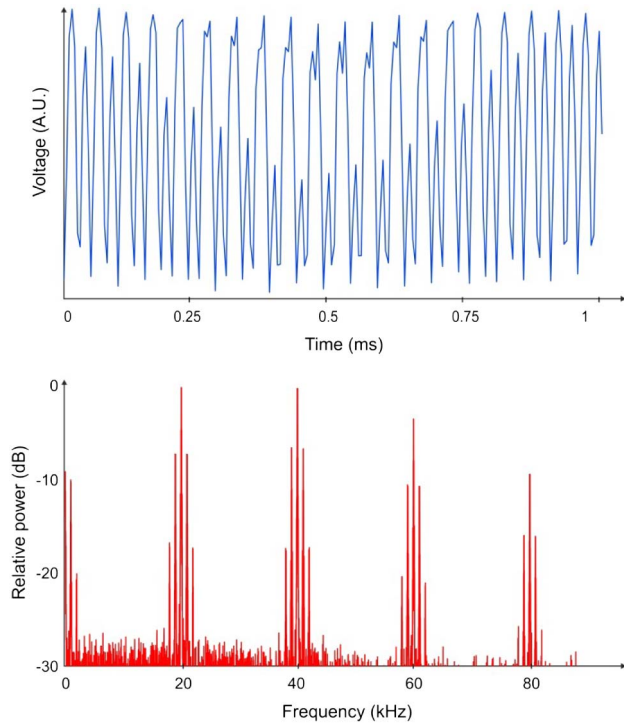 Voltage (A.U.)
0 0.25 0.5 0.75 1
Time (ms)
Relative power (dB)
0
-10
-20
-30
0 20 40 60 80
Frequency (kHz)